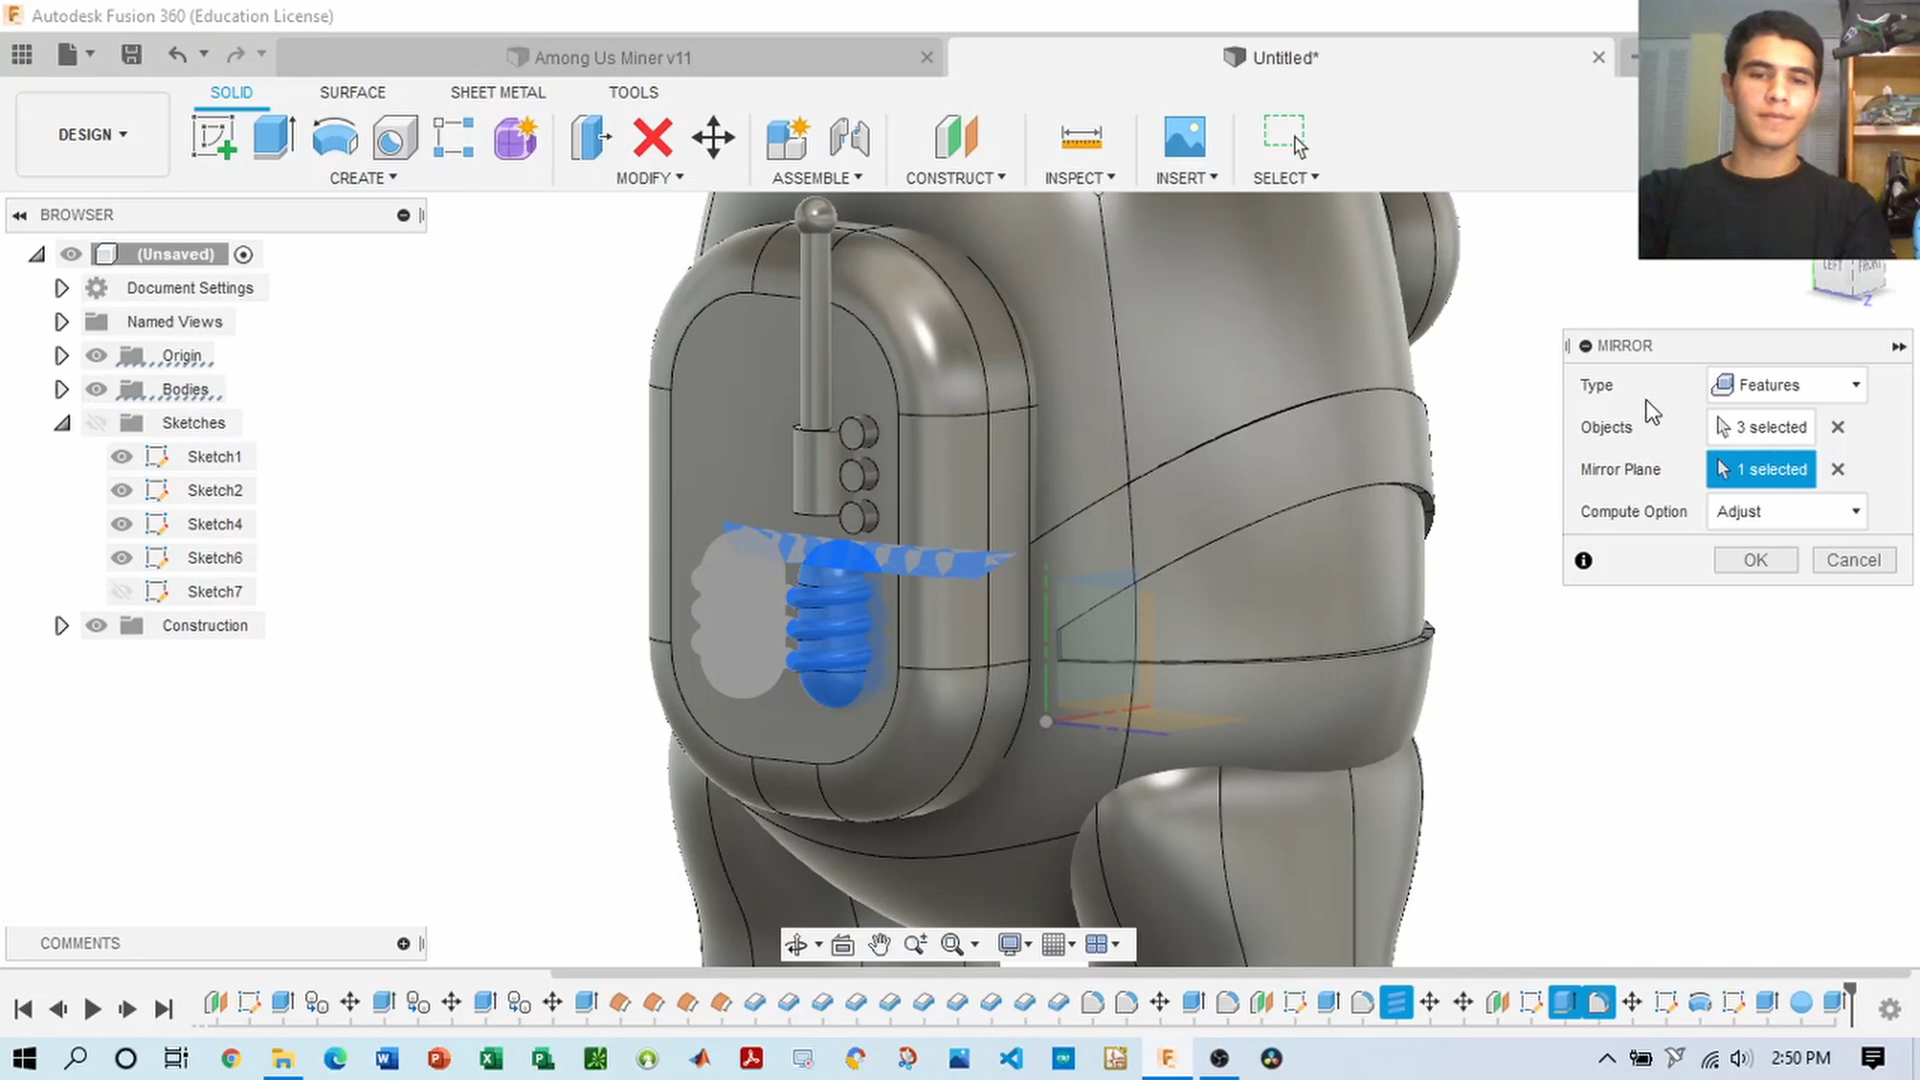 Autodesk Fusion 360 (Education License)
Among Us Miner v11
Untitled*
SOLID
SURFACE
SHEET METAL
TOOLS
DESIGN
CREATE
MODIFY
ASSEMBLE
CONSTRUCT
INSPECT
INSERT
SELECT
BROWSER
(Unsaved)
Document Settings
Named Views
Origin
Bodies
Sketches
Sketch1
Sketch2
Sketch4
Sketch6
Sketch7
Construction
LEFT FRONT
Z
MIRROR
Type
Features
Objects
3 selected
Mirror Plane
1 selected
Compute Option
Adjust
OK
Cancel
COMMENTS
2:50 PM